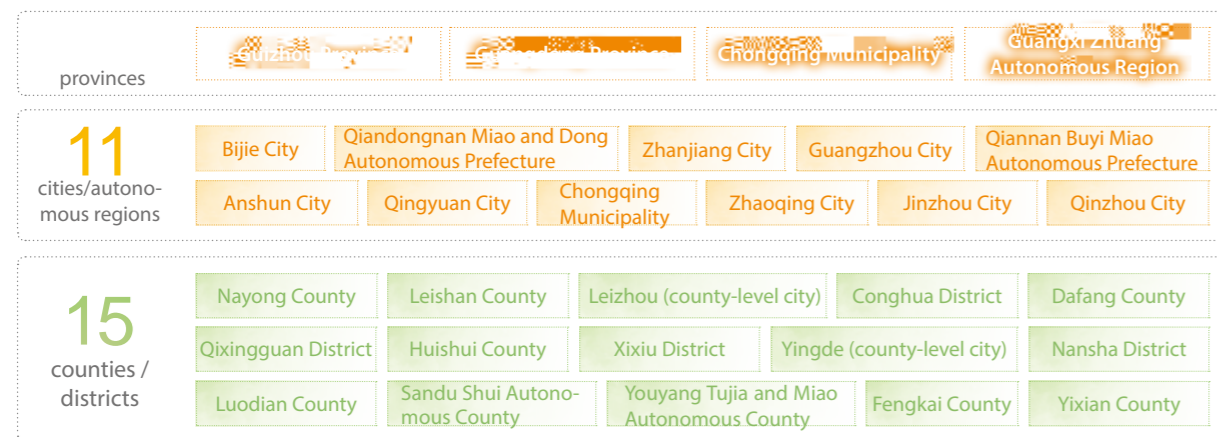 Guizhou Province
Guangdong Province
Chongqing Municipality
Guangxi Zhuang
Autonomous Region
provinces
11
cities/autono-
mous regions
Bijie City
Qiandongnan Miao and Dong
Autonomous Prefecture
Zhanjiang City
Guangzhou City
Qiannan Buyi Miao
Autonomous Prefecture
Anshun City
Qingyuan City
Chongqing
Municipality
Zhaoqing City
Jinzhou City
Qinzhou City
15
counties /
districts
Nayong County
Leishan County
Leizhou (county-level city)
Conghua District
Dafang County
Qixingguan District
Huishui County
Xixiu District
Yingde (county-level city)
Nansha District
Luodian County
Sandu Shui Autono-
mous County
Youyang Tujia and Miao
Autonomous County
Fengkai County
Yixian County